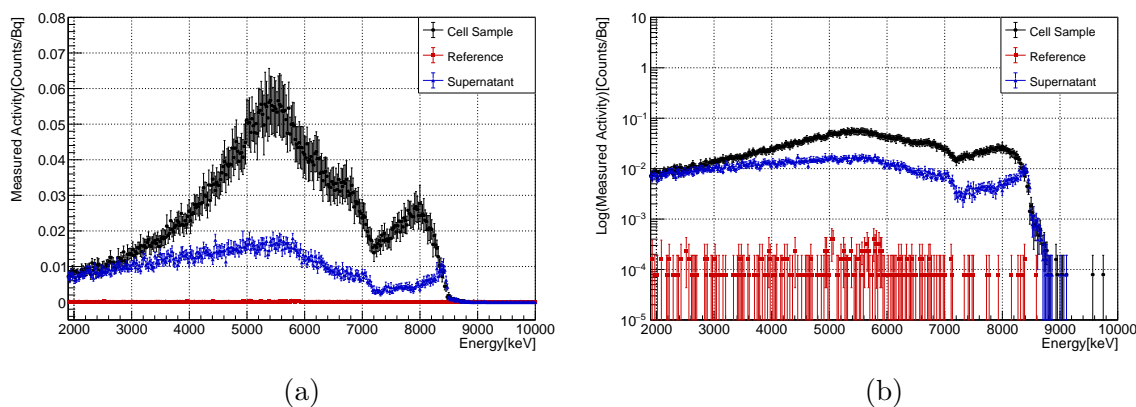 0.08
0.07
0.06
0.05
0.04
0.03
0.02
0.01
0
Measured Activity[Counts/Bq]
2000 3000 4000 5000 6000 7000 8000 9000 10000
Energy[keV]
Cell Sample
Reference
Supernatant
(a)
10
1
10⁻¹
10⁻²
10⁻³
10⁻⁴
10⁻⁵
Log(Measured Activity)[Counts/Bq]
2000 3000 4000 5000 6000 7000 8000 9000 10000
Energy[keV]
Cell Sample
Reference
Supernatant
(b)